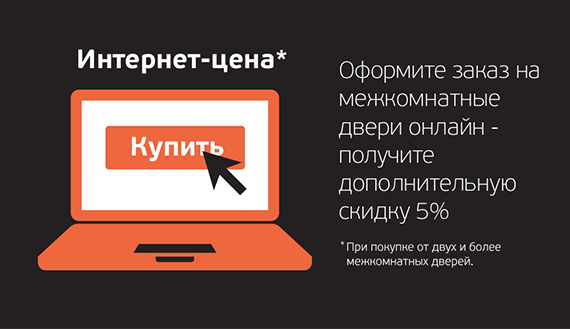 Интернет-цена*
Купить
Оформите заказ на
межкомнатные
двери онлайн -
получите
дополнительную
скидку 5%
* При покупке от двух и более
межкомнатных дверей.